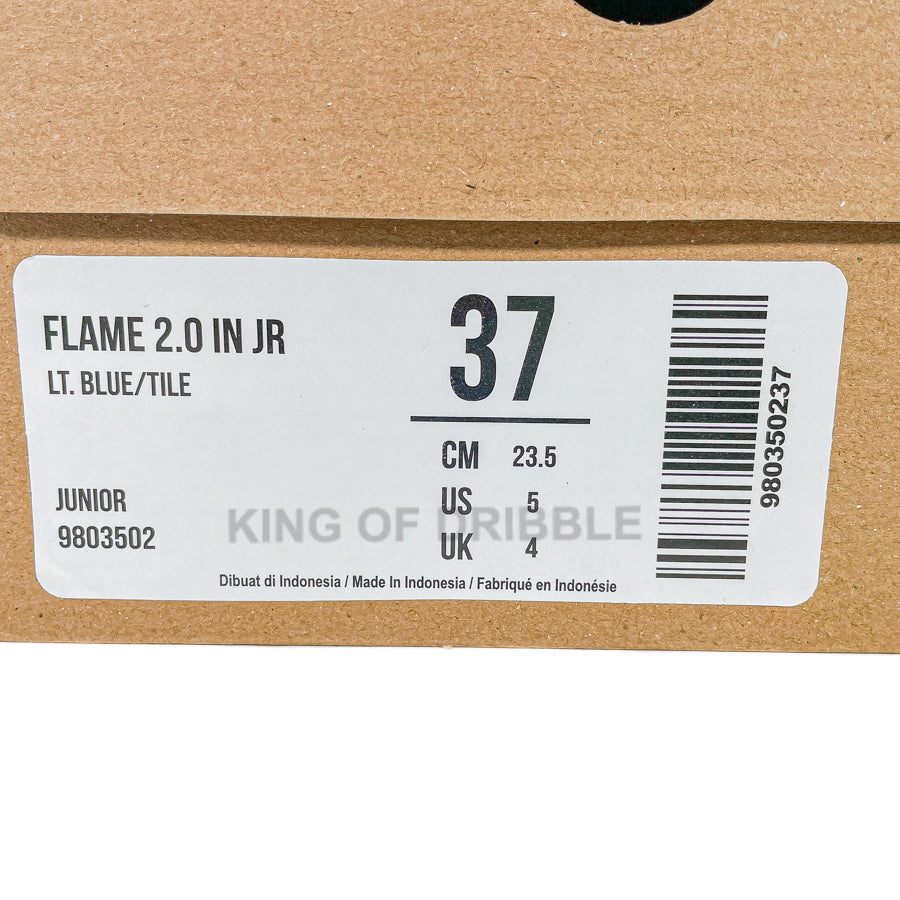 FLAME 2.0 IN JR
LT. BLUE/TILE
JUNIOR
9803502
37
CM 23.5
US 5
UK 4
KING OF DRIBBLE
Dibuat di Indonesia / Made In Indonesia / Fabriqué en Indonésie
980350237